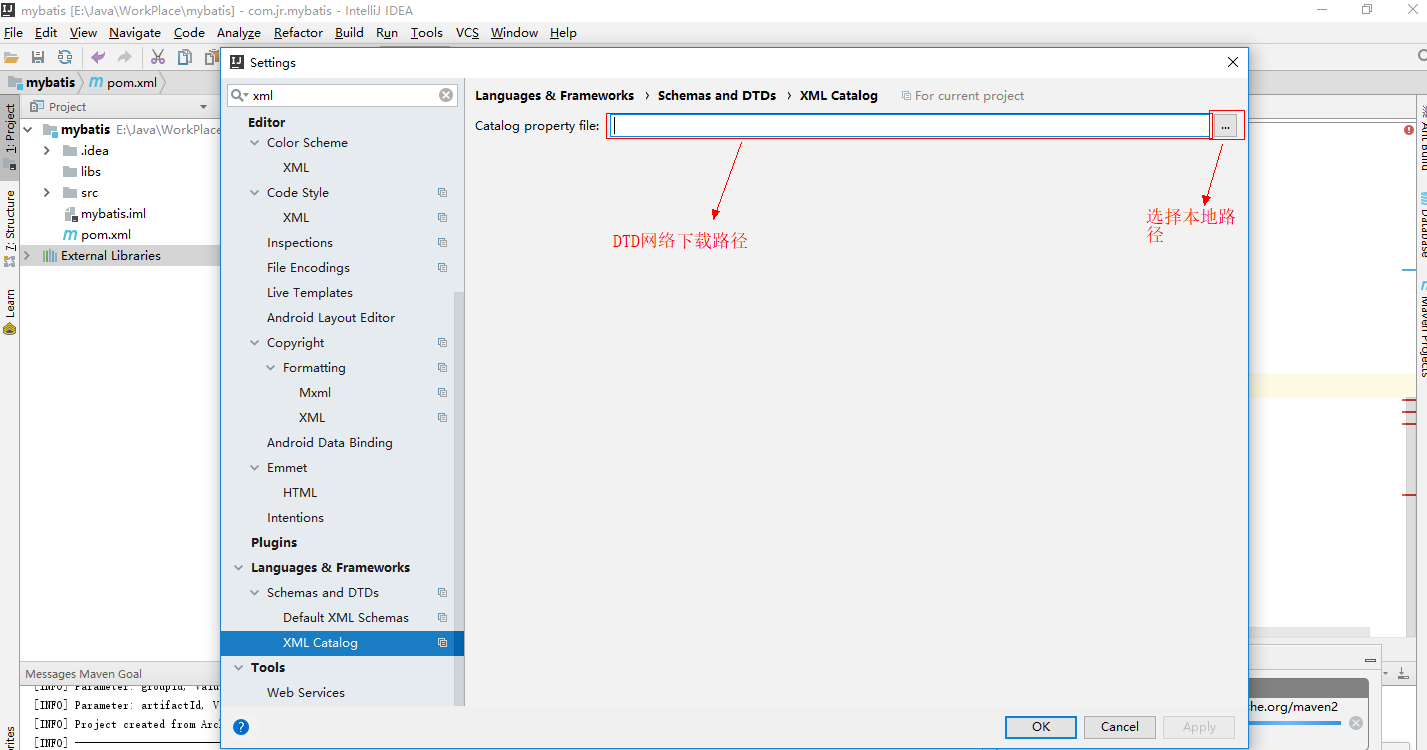 mybatis [E:\Java\WorkPlace\mybatis] - com.jr.mybatis - IntelliJ IDEA
File Edit View Navigate Code Analyze Refactor Build Run Tools VCS Window Help
mybatis pom.xml
Settings
1: Project
7: Structure
Learn
Project
mybatis E:\Java\WorkPlace
.idea
libs
src
mybatis.iml
pom.xml
External Libraries
xml
Editor
Color Scheme
XML
Code Style
XML
Inspections
File Encodings
Live Templates
Android Layout Editor
Copyright
Formatting
Mxml
XML
Android Data Binding
Emmet
HTML
Intentions
Plugins
Languages & Frameworks
Schemas and DTDs
Default XML Schemas
XML Catalog
Tools
Web Services
Languages & Frameworks › Schemas and DTDs › XML Catalog For current project
Catalog property file: ...
DTD网络下载路径
选择本地路
径
Ant Build
Database
Maven Projects
Messages Maven Goal
[INFO] Parameter: groupId, Valu
[INFO] Parameter: artifactId, V
[INFO] Project created from Arc
[INFO]
che.org/maven2
? OK Cancel Apply